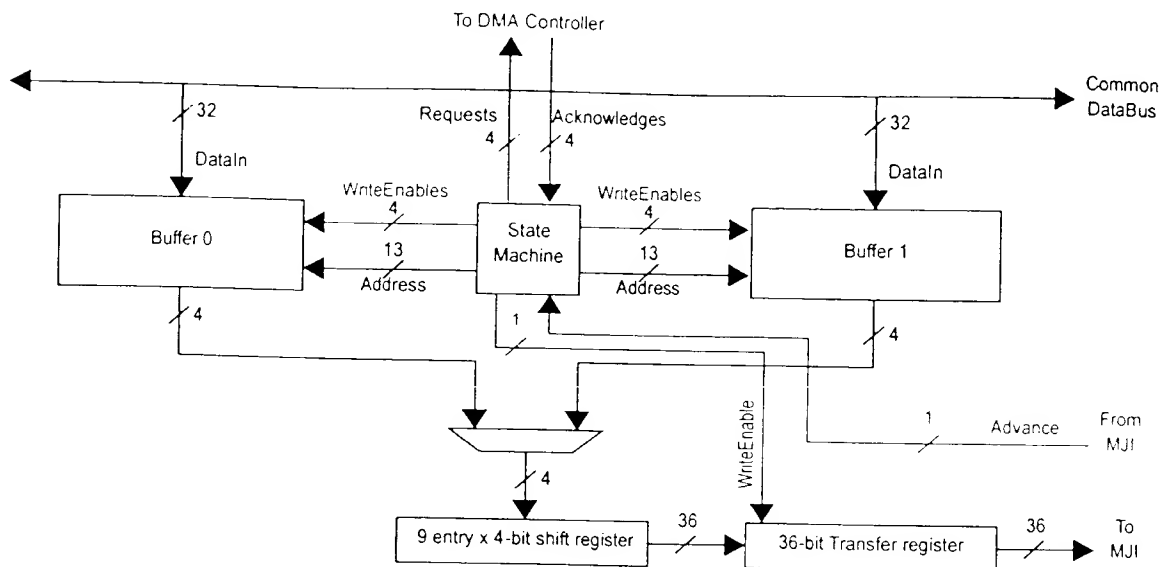 To DMA Controller
Common
DataBus
32
Requests
4
Acknowledges
4
32
DataIn
DataIn
WriteEnables
4
WriteEnables
4
Buffer 0
State
Machine
Buffer 1
13
Address
13
Address
4
1
4
WriteEnable
1
Advance
From
MJI
4
9 entry x 4-bit shift register
36
36-bit Transfer register
36
To
MJI